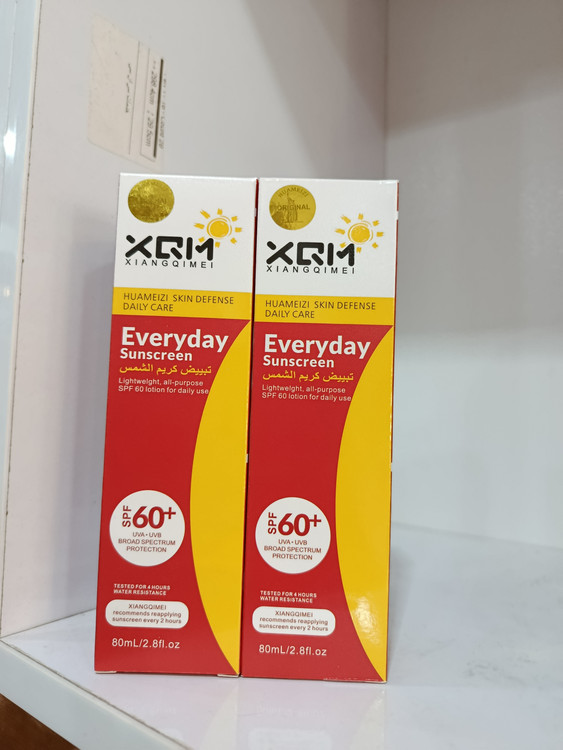 XQM
XIANGQIMEI
HUAMEIZI SKIN DEFENSE
DAILY CARE
Everyday
Sunscreen
تبييض كريم الشمس
Lightweight, all-purpose
SPF 60 lotion for daily use
SPF 60+
UVA+UVB
BROAD SPECTRUM
PROTECTION
TESTED FOR 4 HOURS
WATER RESISTANCE
XIANGQIMEI
recommends reapplying
sunscreen every 2 hours
80mL/2.8fl.oz
HUAMEIZI
ORIGINAL
XQM
XIANGQIMEI
HUAMEIZI SKIN DEFENSE
DAILY CARE
Everyday
Sunscreen
تبييض كريم الشمس
Lightweight, all-purpose
SPF 60 lotion for daily use
SPF 60+
UVA+UVB
BROAD SPECTRUM
PROTECTION
TESTED FOR 4 HOURS
WATER RESISTANCE
XIANGQIMEI
recommends reapplying
sunscreen every 2 hours
80mL/2.8fl.oz